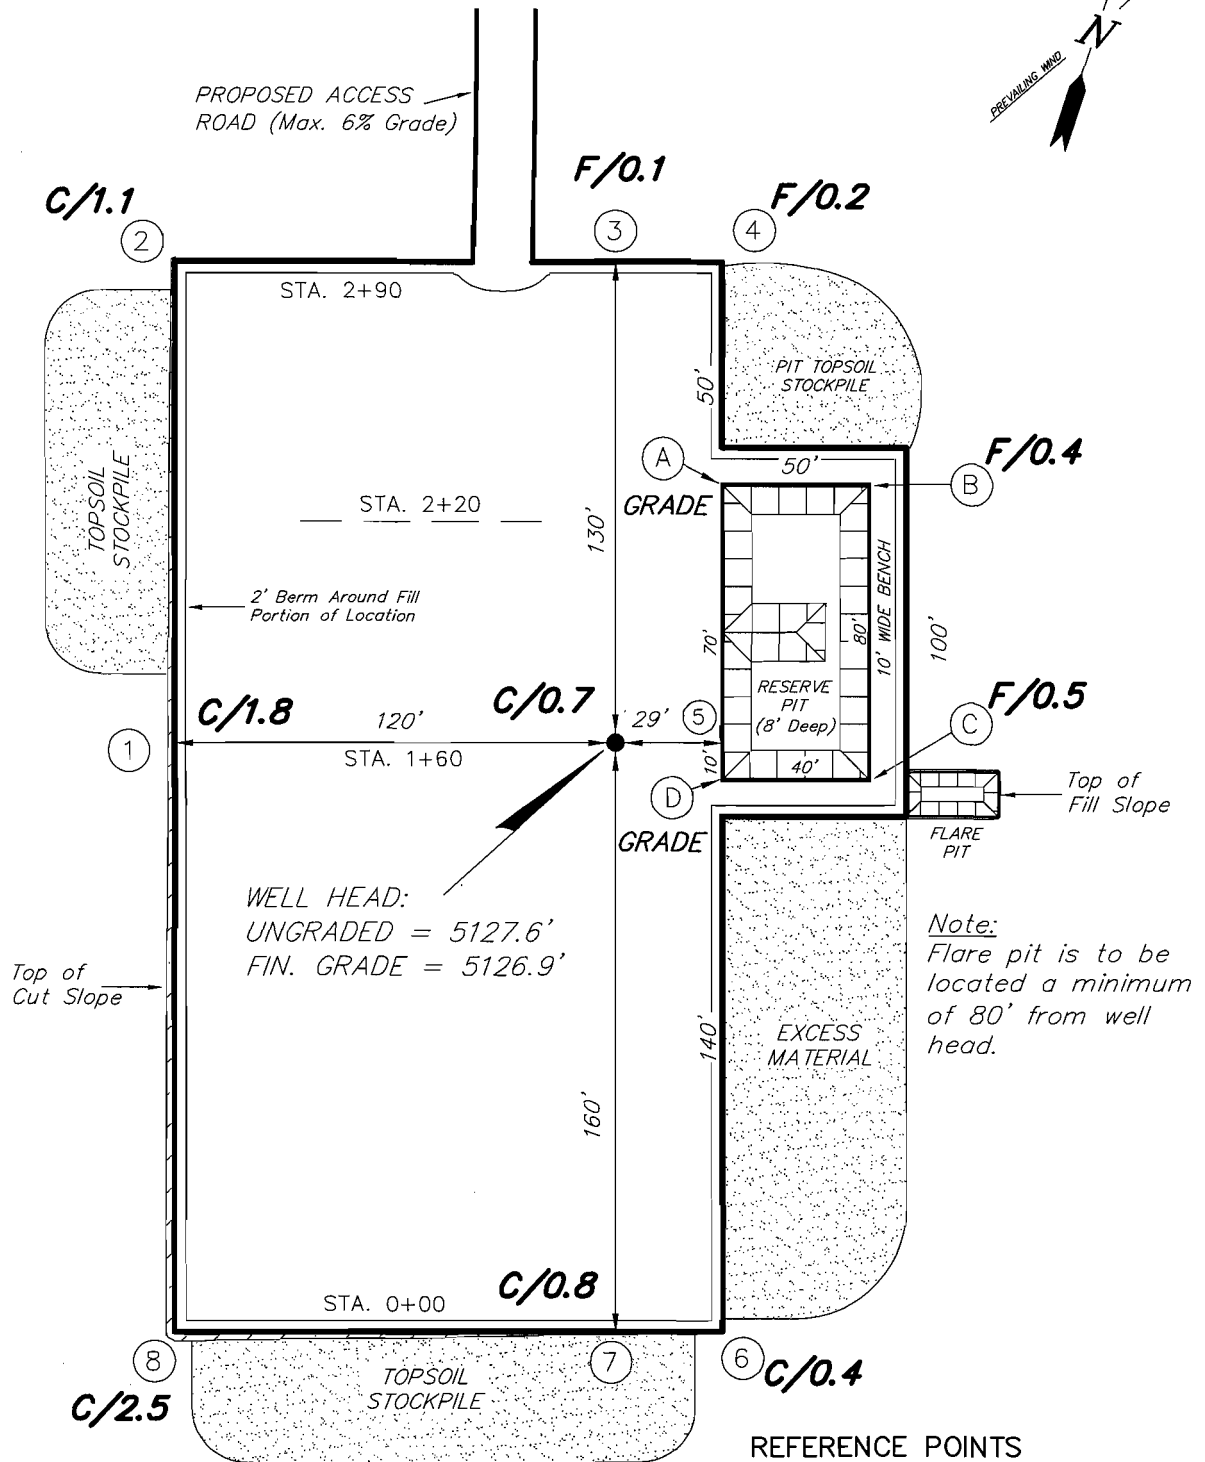 N
PREVAILING WIND
PROPOSED ACCESS
ROAD (Max. 6% Grade)
C/1.1
F/0.1
F/0.2
2
3
4
STA. 2+90
PIT TOPSOIL
STOCKPILE
50'
TOPSOIL
STOCKPILE
A
50'
B
F/0.4
GRADE
STA. 2+20
130'
2' Berm Around Fill
Portion of Location
10' WIDE BENCH
70'
80'
100'
RESERVE
PIT
(8' Deep)
C/1.8
C/0.7
F/0.5
120'
29'
5
C
1
STA. 1+60
10'
40'
D
GRADE
Top of
Fill Slope
FLARE
PIT
WELL HEAD:
UNGRADED = 5127.6'
FIN. GRADE = 5126.9'
Note:
Flare pit is to be
located a minimum
of 80' from well
head.
Top of
Cut Slope
140'
EXCESS
MATERIAL
160'
C/0.8
STA. 0+00
8
7
6
C/0.4
C/2.5
TOPSOIL
STOCKPILE
REFERENCE POINTS